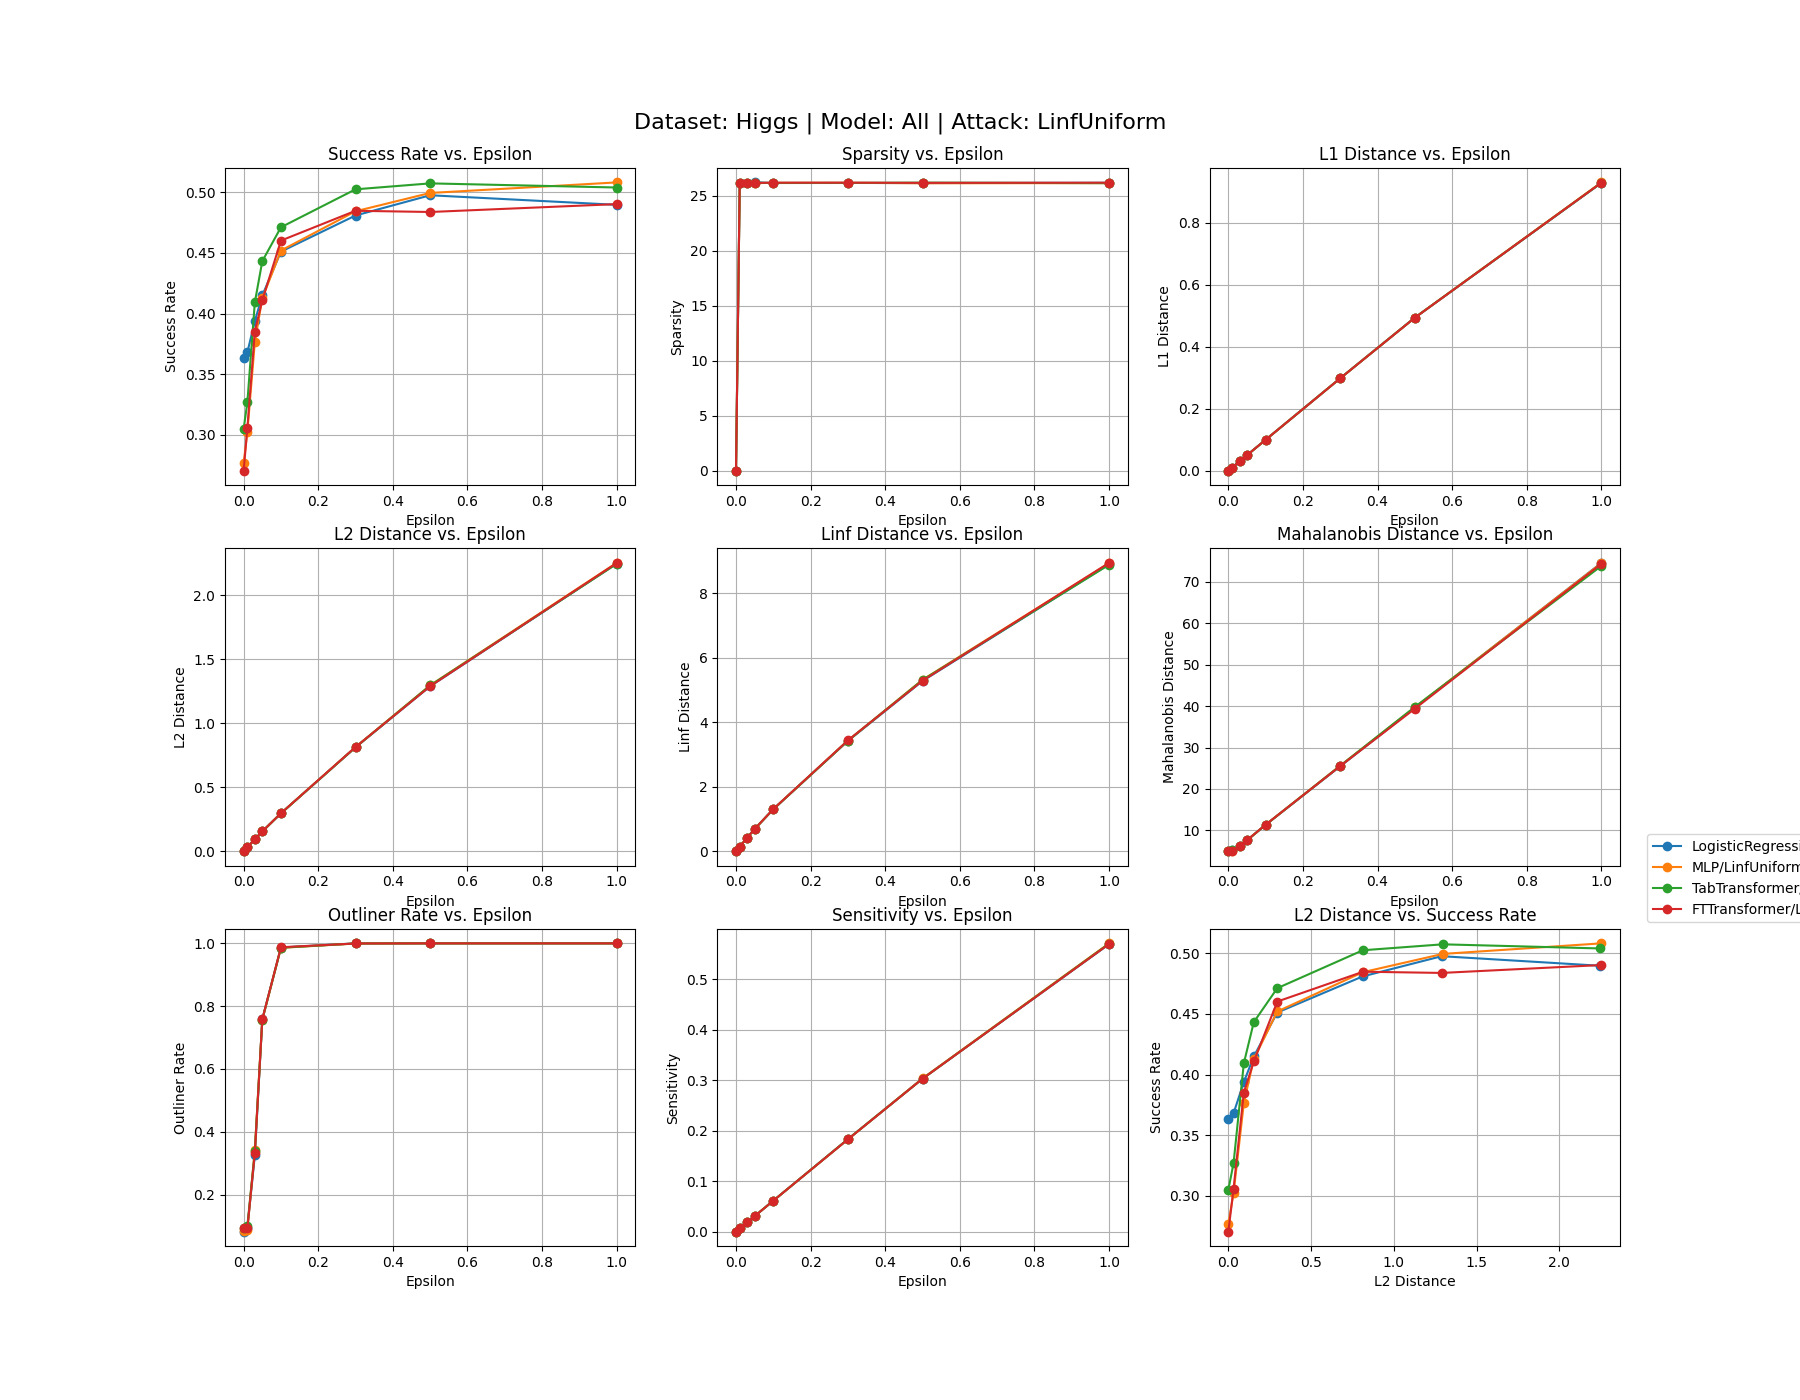 Dataset: Higgs | Model: All | Attack: LinfUniform
Success Rate vs. Epsilon
Success Rate
0.50
0.45
0.40
0.35
0.30
0.0 0.2 0.4 0.6 0.8 1.0
Epsilon
Sparsity vs. Epsilon
Sparsity
25
20
15
10
5
0
0.0 0.2 0.4 0.6 0.8 1.0
Epsilon
L1 Distance vs. Epsilon
L1 Distance
0.8
0.6
0.4
0.2
0.0
0.0 0.2 0.4 0.6 0.8 1.0
Epsilon
L2 Distance vs. Epsilon
L2 Distance
2.0
1.5
1.0
0.5
0.0
0.0 0.2 0.4 0.6 0.8 1.0
Epsilon
Linf Distance vs. Epsilon
Linf Distance
8
6
4
2
0
0.0 0.2 0.4 0.6 0.8 1.0
Epsilon
Mahalanobis Distance vs. Epsilon
Mahalanobis Distance
70
60
50
40
30
20
10
0.0 0.2 0.4 0.6 0.8 1.0
Epsilon
LogisticRegressi
MLP/LinfUniform
TabTransformer/
FTTransformer/L
Outliner Rate vs. Epsilon
Outliner Rate
1.0
0.8
0.6
0.4
0.2
0.0 0.2 0.4 0.6 0.8 1.0
Epsilon
Sensitivity vs. Epsilon
Sensitivity
0.5
0.4
0.3
0.2
0.1
0.0
0.0 0.2 0.4 0.6 0.8 1.0
Epsilon
L2 Distance vs. Success Rate
Success Rate
0.50
0.45
0.40
0.35
0.30
0.0 0.5 1.0 1.5 2.0
L2 Distance